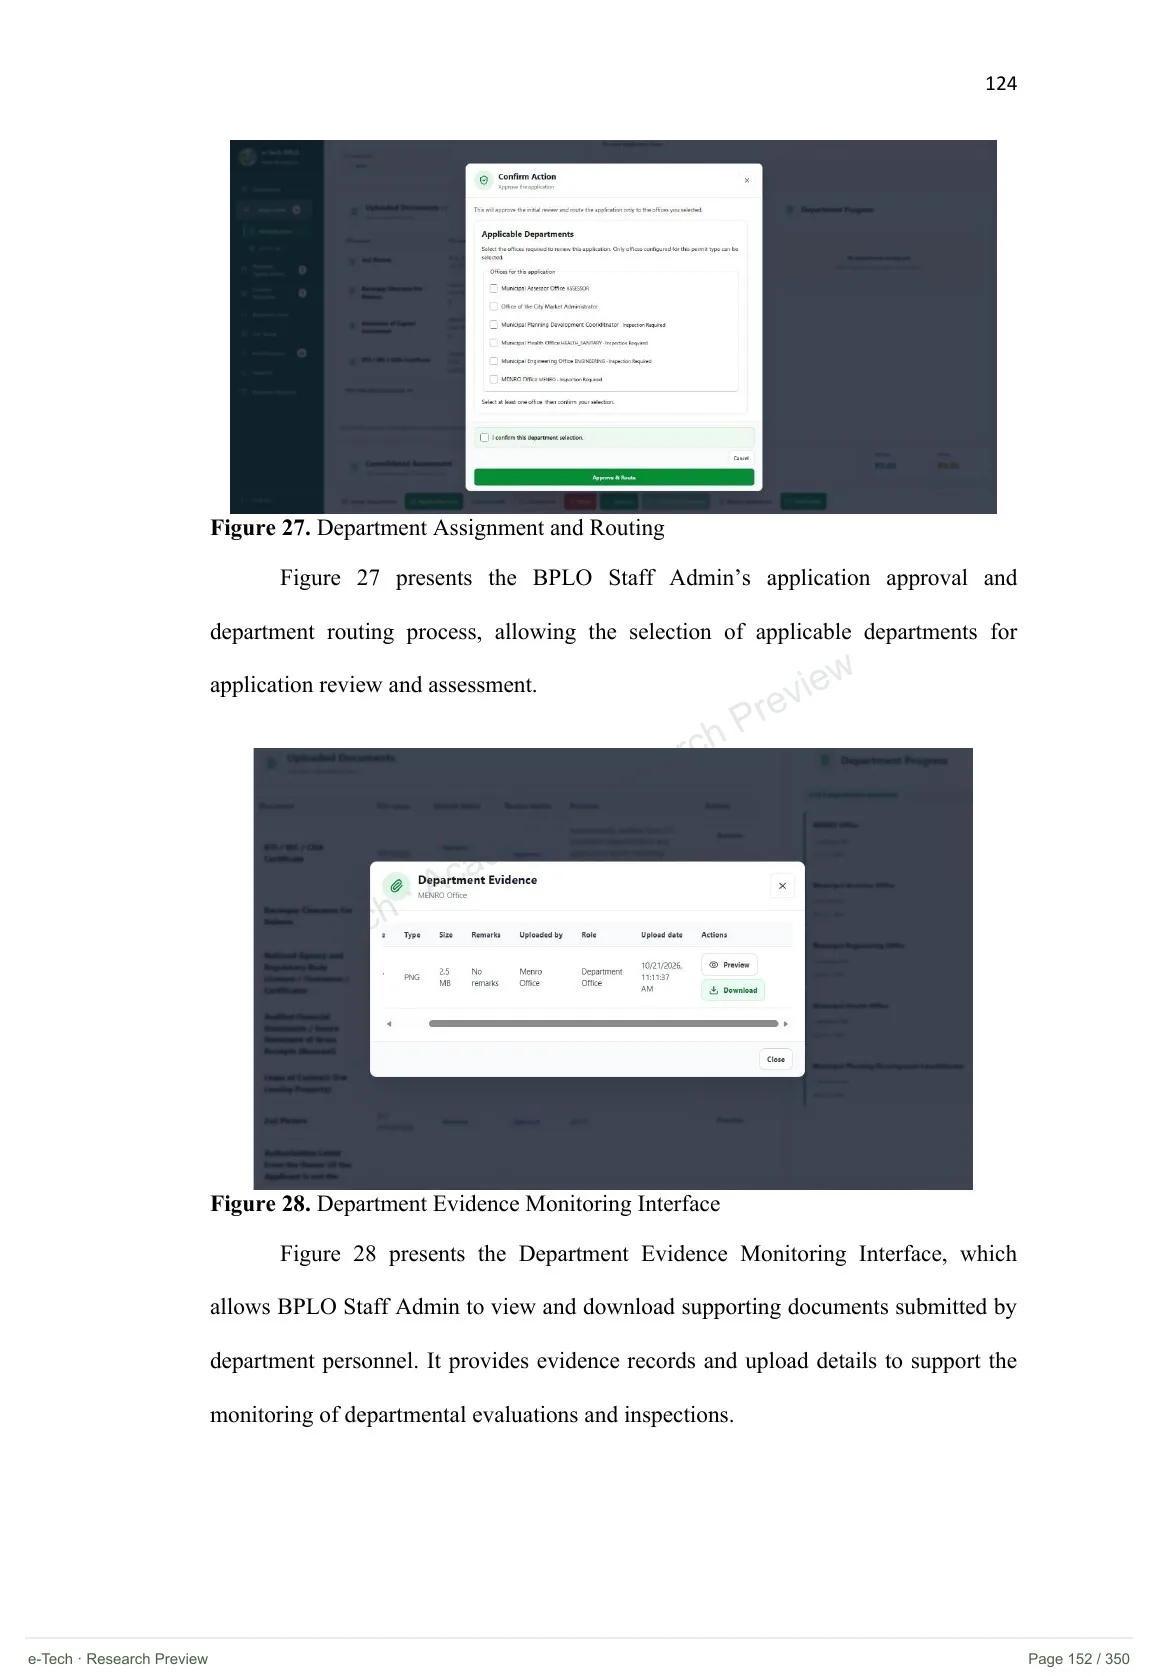 124
Confirm Action
Approve the application
This will approve the initial review and route the application only to the offices you selected.
Applicable Departments
Select the offices required to review this application. Only offices configured for this permit type can be
selected.
Offices for this application
Municipal Assessor Office ASSESSOR
Office of the City Market Administrator
Municipal Planning Development Coordinator · Inspection Required
Municipal Health Office HEALTH_SANITARY · Inspection Required
Municipal Engineering Office ENGINEERING · Inspection Required
MENRO Office MENRO · Inspection Required
Select at least one office, then confirm your selection.
I confirm this department selection.
Cancel
Approve & Route
Uploaded Documents
Department Progress
Figure 27. Department Assignment and Routing
Figure 27 presents the BPLO Staff Admin’s application approval and
department routing process, allowing the selection of applicable departments for
application review and assessment.
rch Preview
Uploaded Documents
Department Progress
Department Evidence
MENRO Office
Type Size Remarks Uploaded by Role Upload date Actions
PNG 2.5 MB No remarks Menro Office Department Office 10/21/2026, 11:11:37 AM
Preview
Download
Close
Figure 28. Department Evidence Monitoring Interface
Figure 28 presents the Department Evidence Monitoring Interface, which
allows BPLO Staff Admin to view and download supporting documents submitted by
department personnel. It provides evidence records and upload details to support the
monitoring of departmental evaluations and inspections.
e-Tech · Research Preview
Page 152 / 350